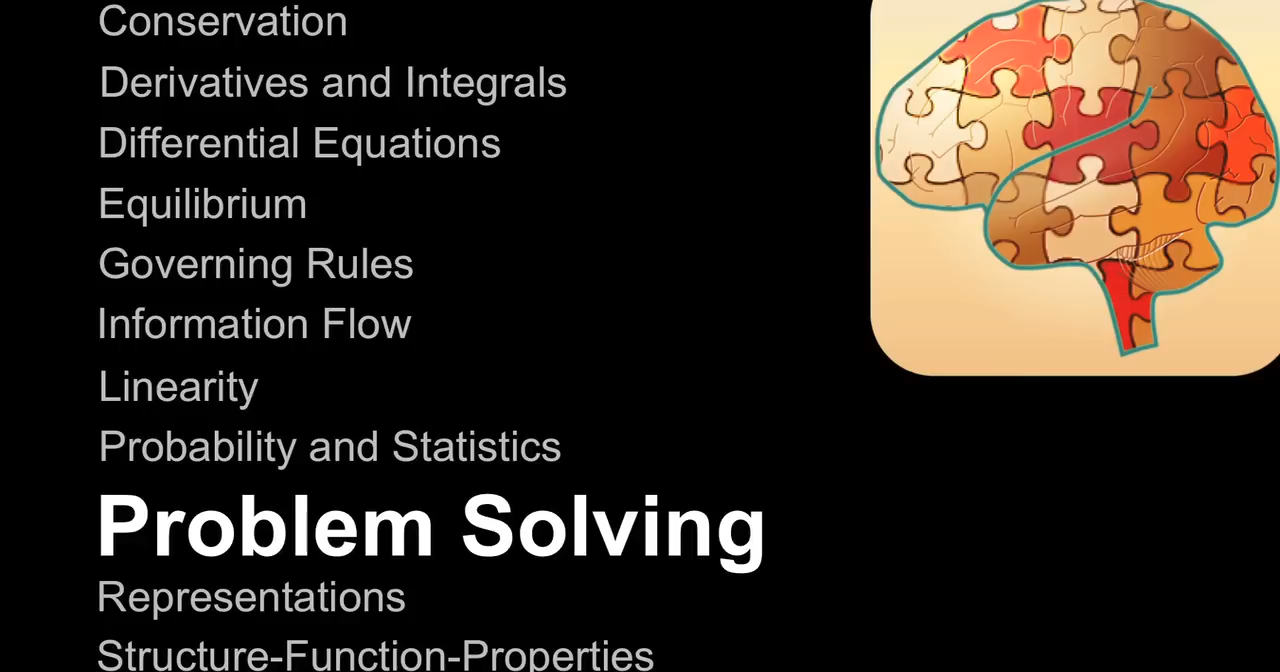 Conservation
Derivatives and Integrals
Differential Equations
Equilibrium
Governing Rules
Information Flow
Linearity
Probability and Statistics
Problem Solving
Representations
Structure-Function-Properties